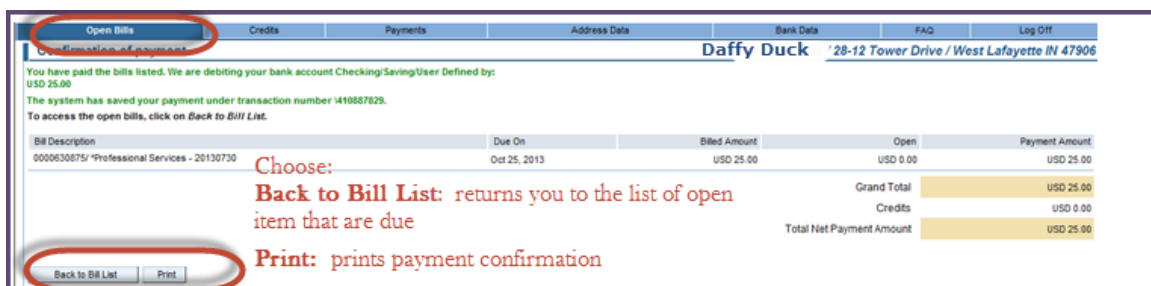 Open Bills Credits Payments Address Data Bank Data FAQ Log Off
Confirmation of payment Daffy Duck / 28-12 Tower Drive / West Lafayette IN 47906
You have paid the bills listed. We are debiting your bank account Checking/Saving/User Defined by:
USD 25.00
The system has saved your payment under transaction number \410887829.
To access the open bills, click on Back to Bill List.
Bill Description Due On Billed Amount Open Payment Amount
0000630875/ *Professional Services - 20130730 Oct 25, 2013 USD 25.00 USD 0.00 USD 25.00
Choose:
Grand Total USD 25.00
Back to Bill List: returns you to the list of open
Credits USD 0.00
item that are due
Total Net Payment Amount USD 25.00
Print: prints payment confirmation
Back to Bill List Print